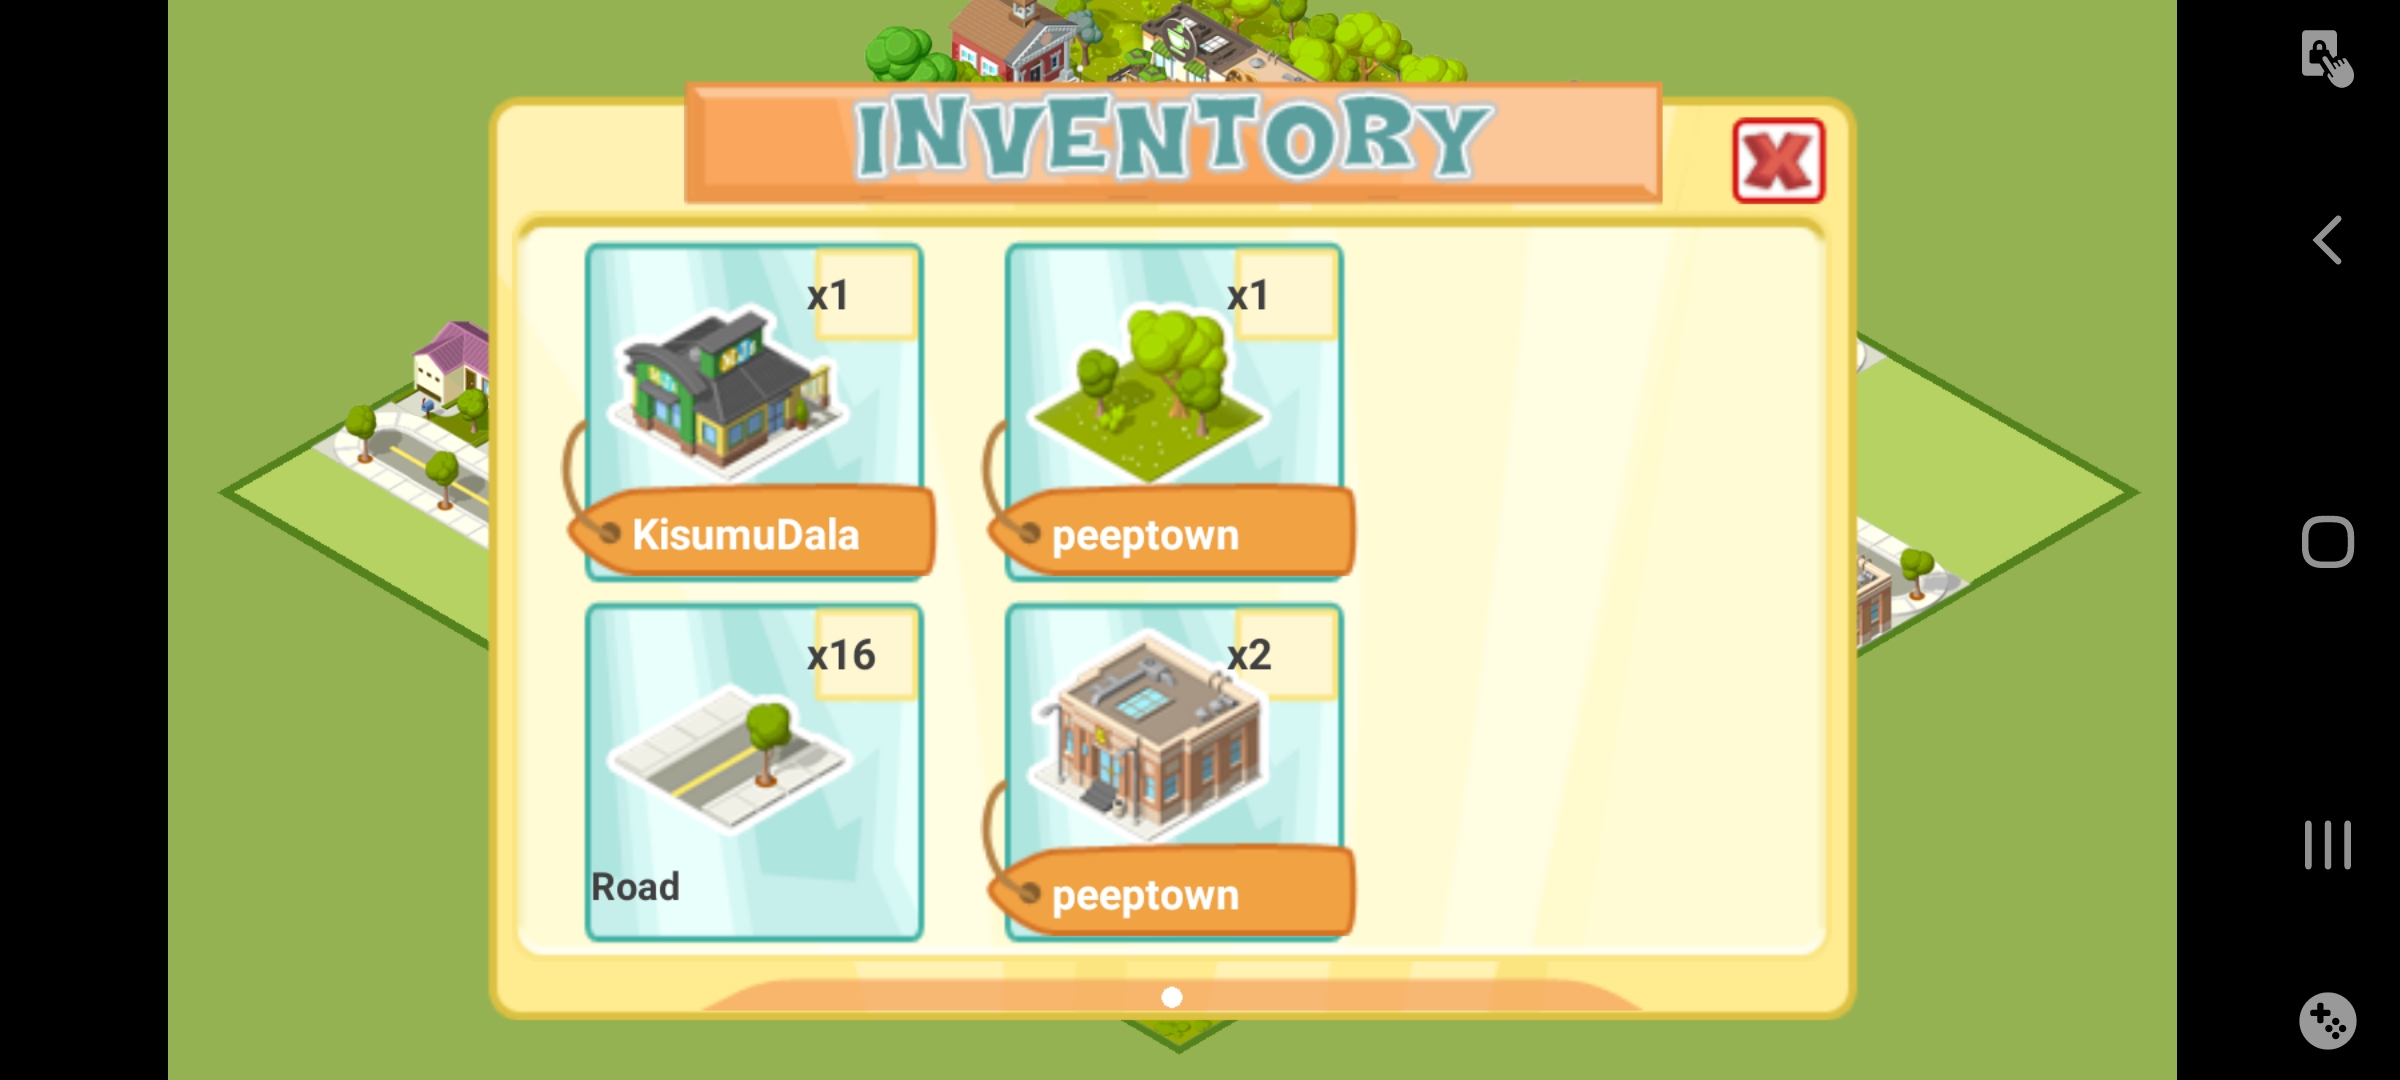 INVENTORY
x1
KisumuDala
x1
peeptown
x16
Road
x2
peeptown